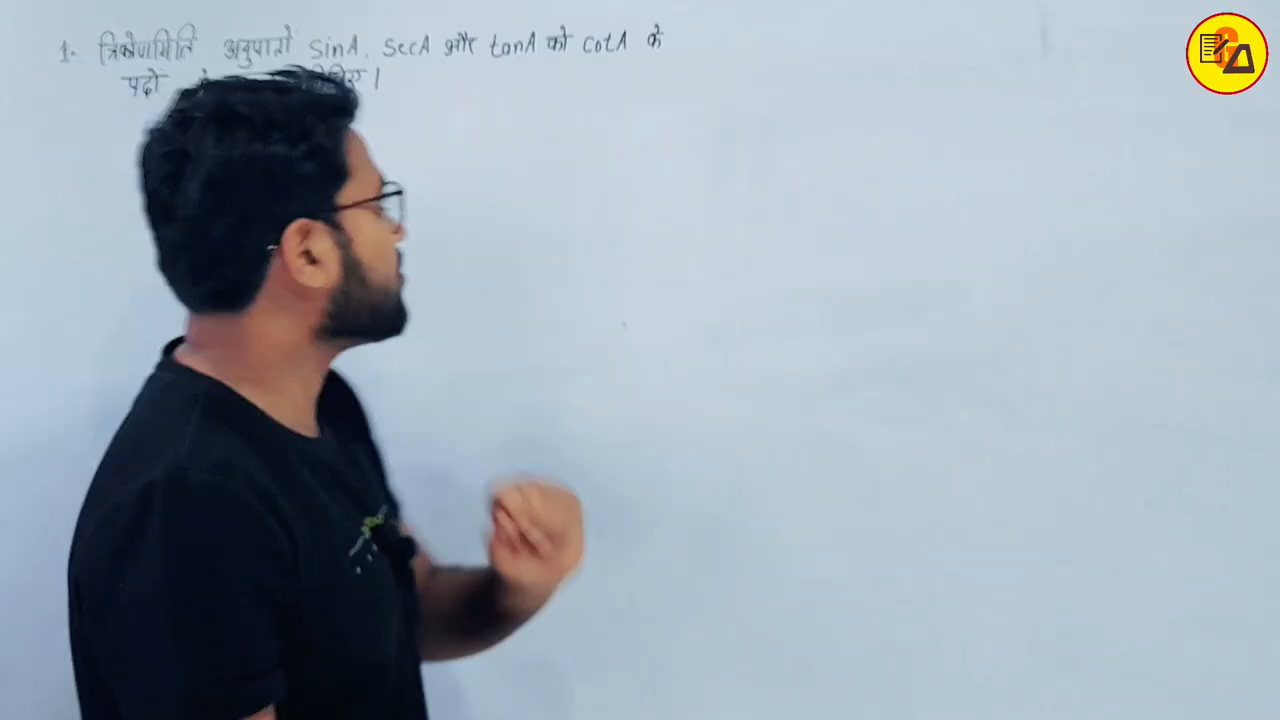 1. त्रिकोणमिति अनुपातों sinA, secA और tanA को cotA के
पदों ।